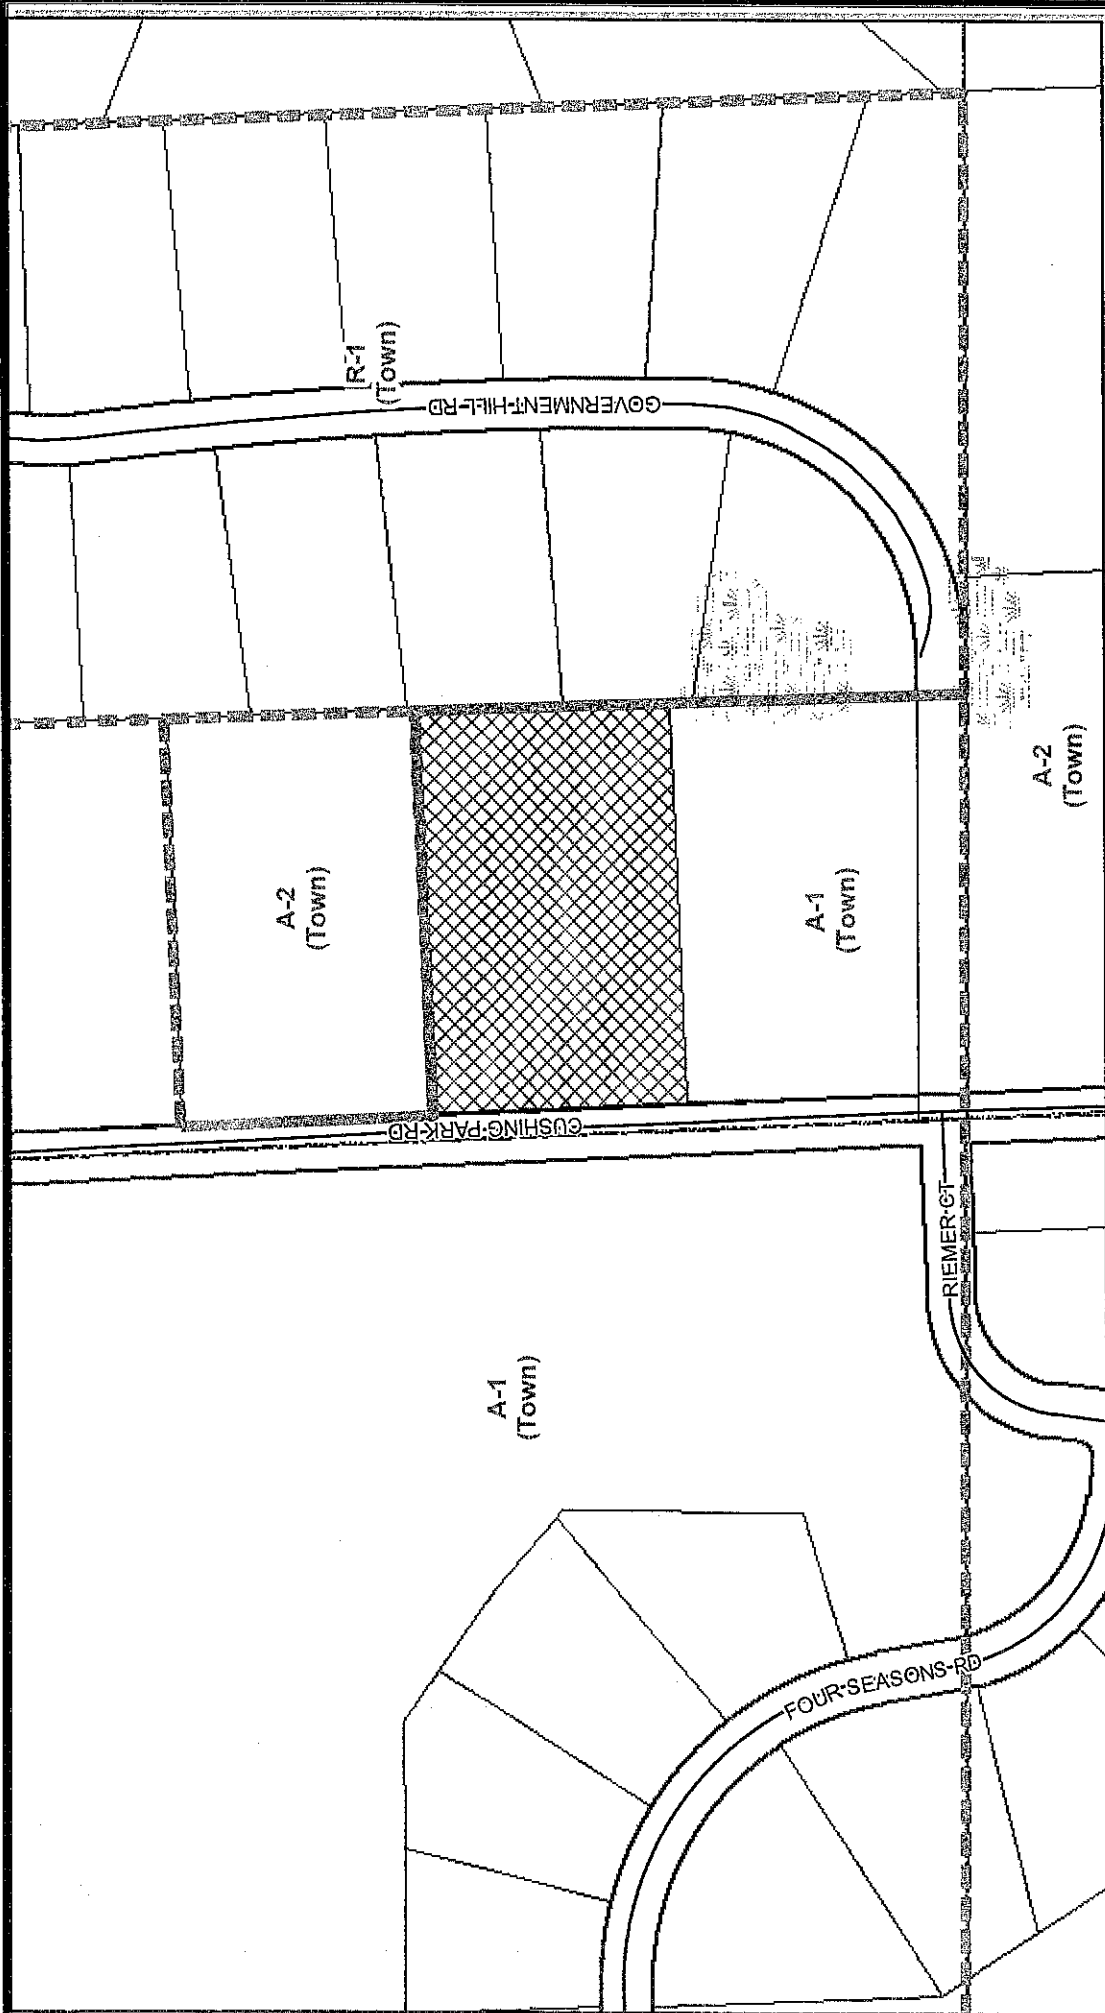 R-1
(Town)
GOVERNMENT-HILL-RD
A-2
(Town)
A-2
(Town)
A-1
(Town)
CUSHING-PARK-RD
RIEMER-CT
A-1
(Town)
FOUR-SEASONS-RD